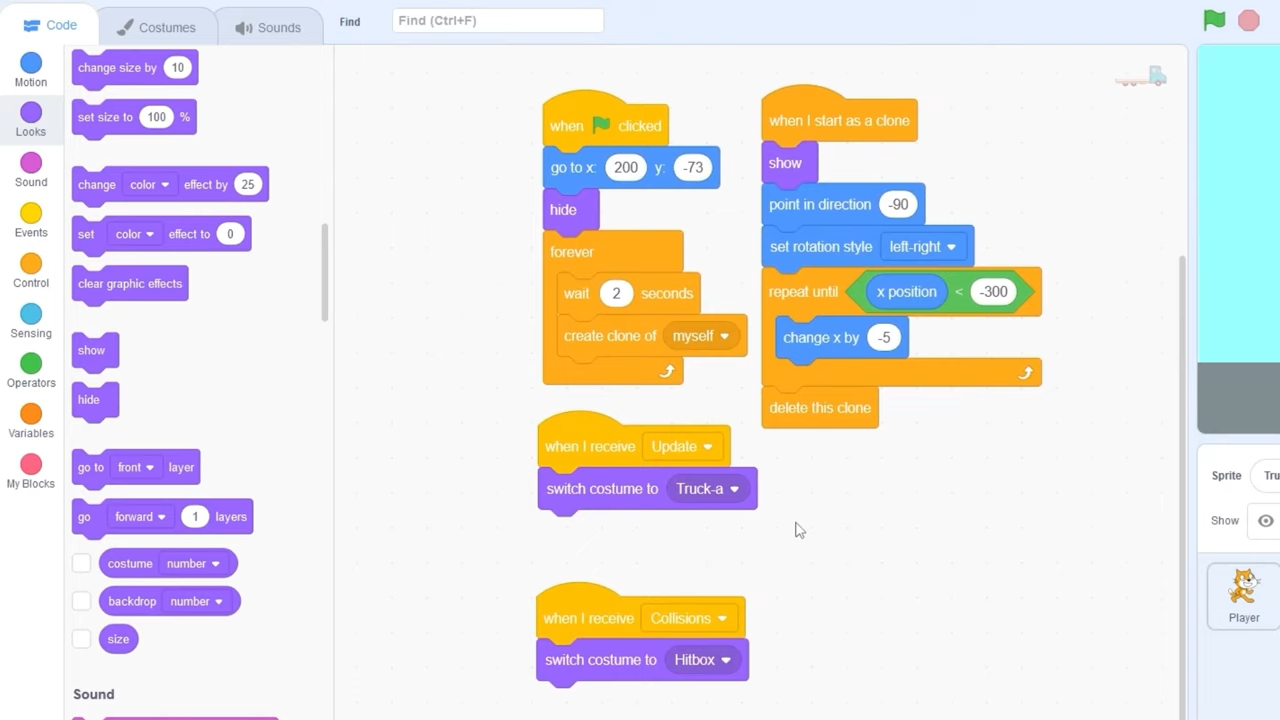 Code
Costumes
Sounds
Find
Find (Ctrl+F)
Motion
Looks
Sound
Events
Control
Sensing
Operators
Variables
My Blocks
change size by 10
set size to 100 %
change color effect by 25
set color effect to 0
clear graphic effects
show
hide
go to front layer
go forward 1 layers
costume number
backdrop number
size
Sound
when clicked
go to x: 200 y: -73
hide
forever
wait 2 seconds
create clone of myself
when I receive Update
switch costume to Truck-a
when I receive Collisions
switch costume to Hitbox
when I start as a clone
show
point in direction -90
set rotation style left-right
repeat until x position < -300
change x by -5
delete this clone
Sprite Tru
Show
Player